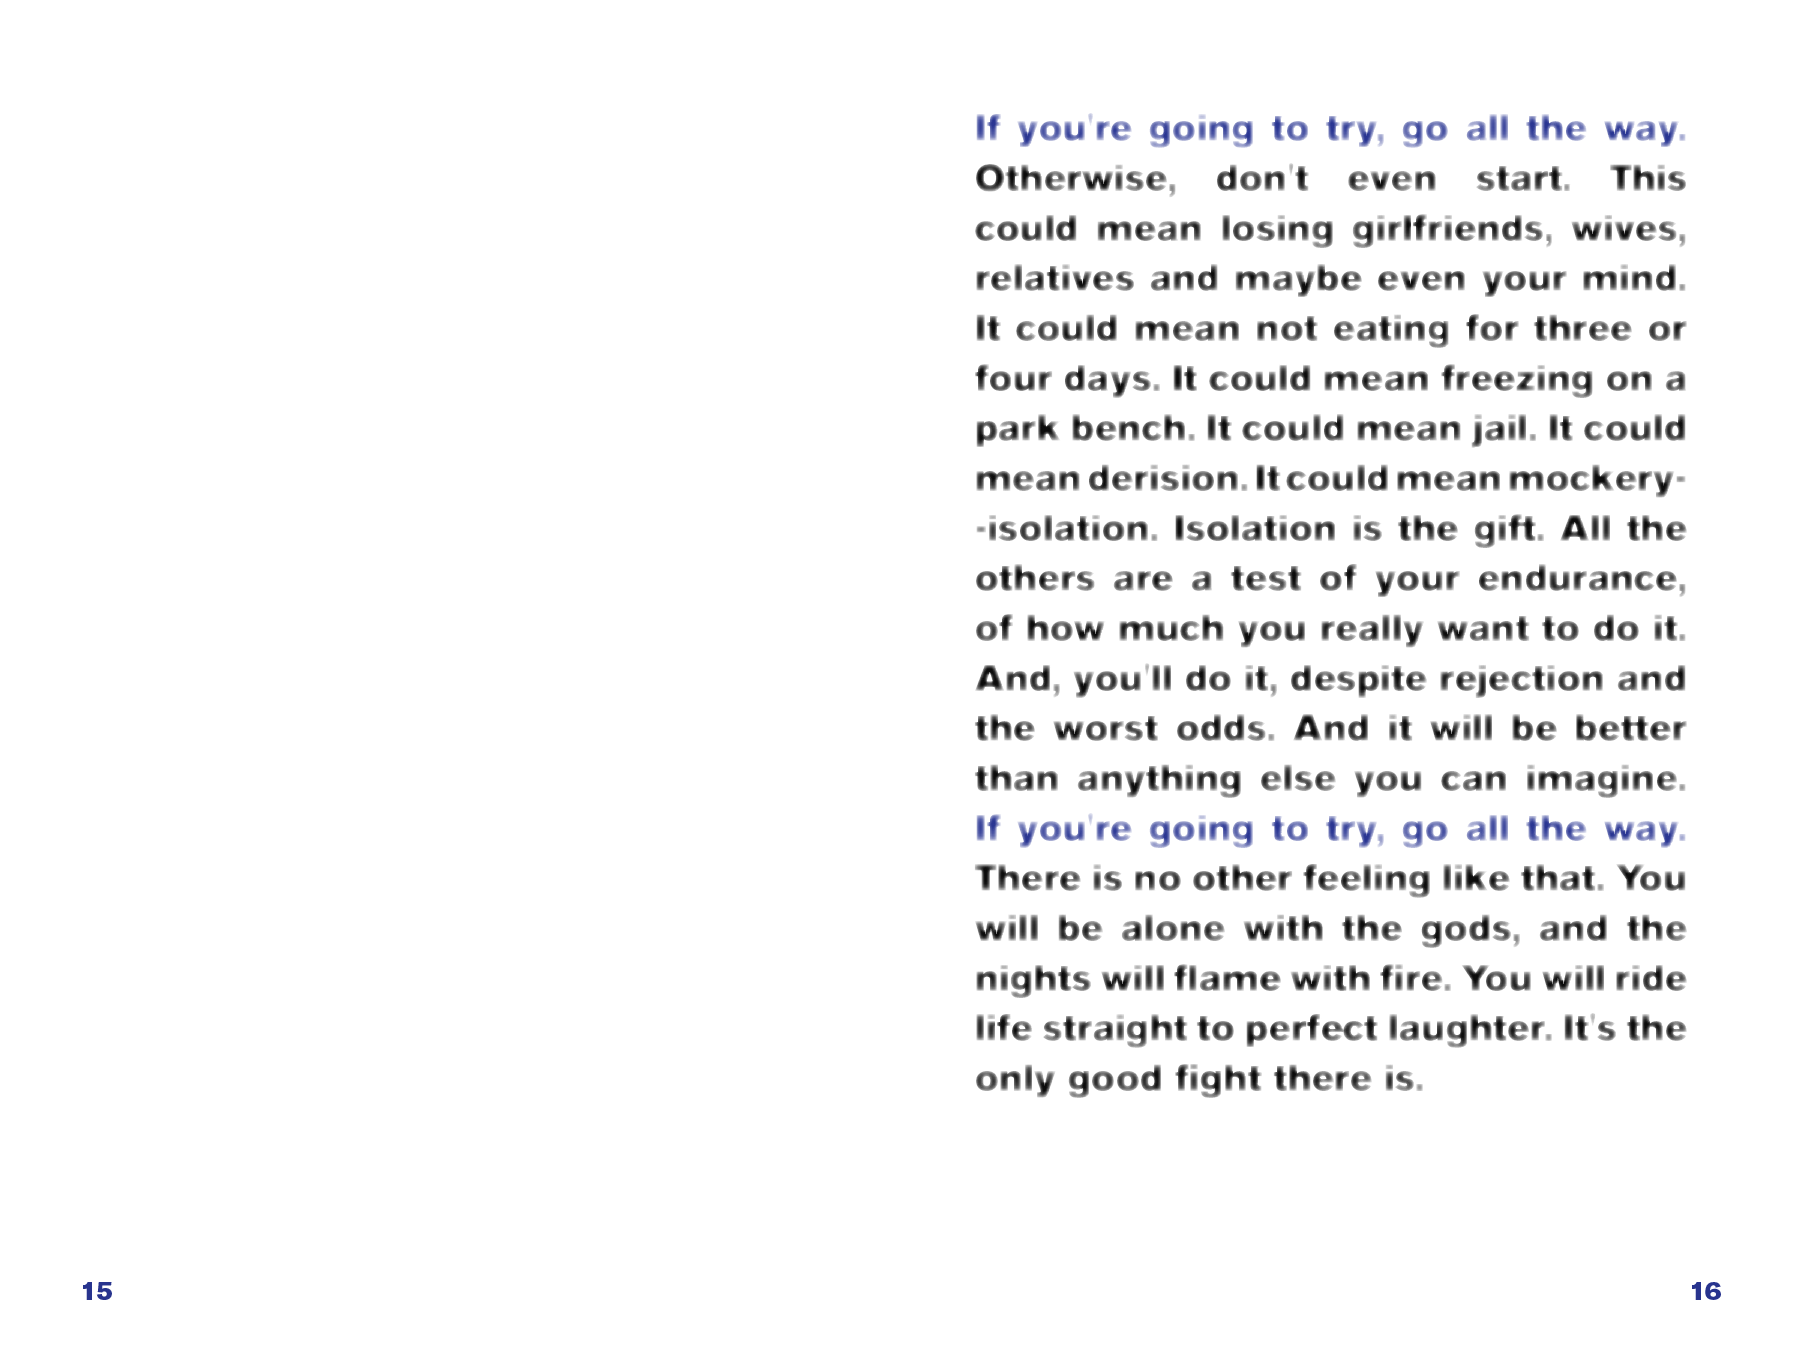 If you're going to try, go all the way.
Otherwise, don't even start. This
could mean losing girlfriends, wives,
relatives and maybe even your mind.
It could mean not eating for three or
four days. It could mean freezing on a
park bench. It could mean jail. It could
mean derision. It could mean mockery-
-isolation. Isolation is the gift. All the
others are a test of your endurance,
of how much you really want to do it.
And, you'll do it, despite rejection and
the worst odds. And it will be better
than anything else you can imagine.
If you're going to try, go all the way.
There is no other feeling like that. You
will be alone with the gods, and the
nights will flame with fire. You will ride
life straight to perfect laughter. It's the
only good fight there is.
15
16